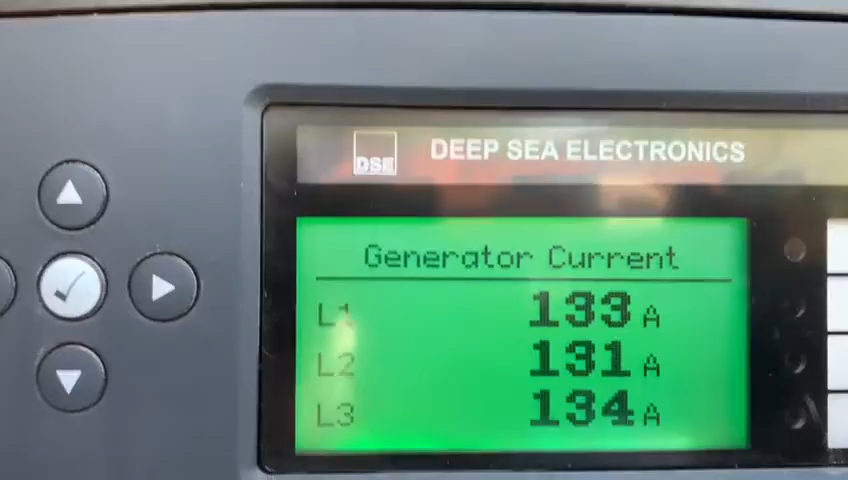 DSE DEEP SEA ELECTRONICS
Generator Current
L1 133 A
L2 131 A
L3 134 A